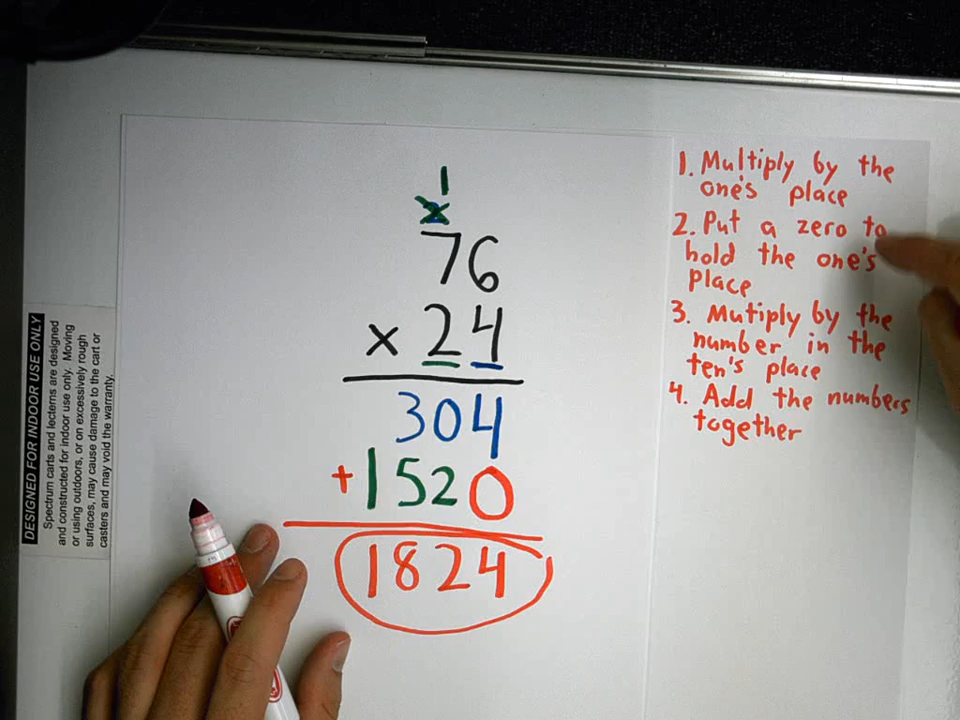 DESIGNED FOR INDOOR USE ONLY
Spectrum carts and lecterns are designed
and constructed for indoor use only. Moving
or using outdoors, or on excessively rough
surfaces, may cause damage to the cart or
casters and may void the warranty.
1
76
x 24
304
+1520
1824
1. Multiply by the
one's place
2. Put a zero to
hold the one's
place
3. Mutiply by the
number in the
ten's place
4. Add the numbers
together